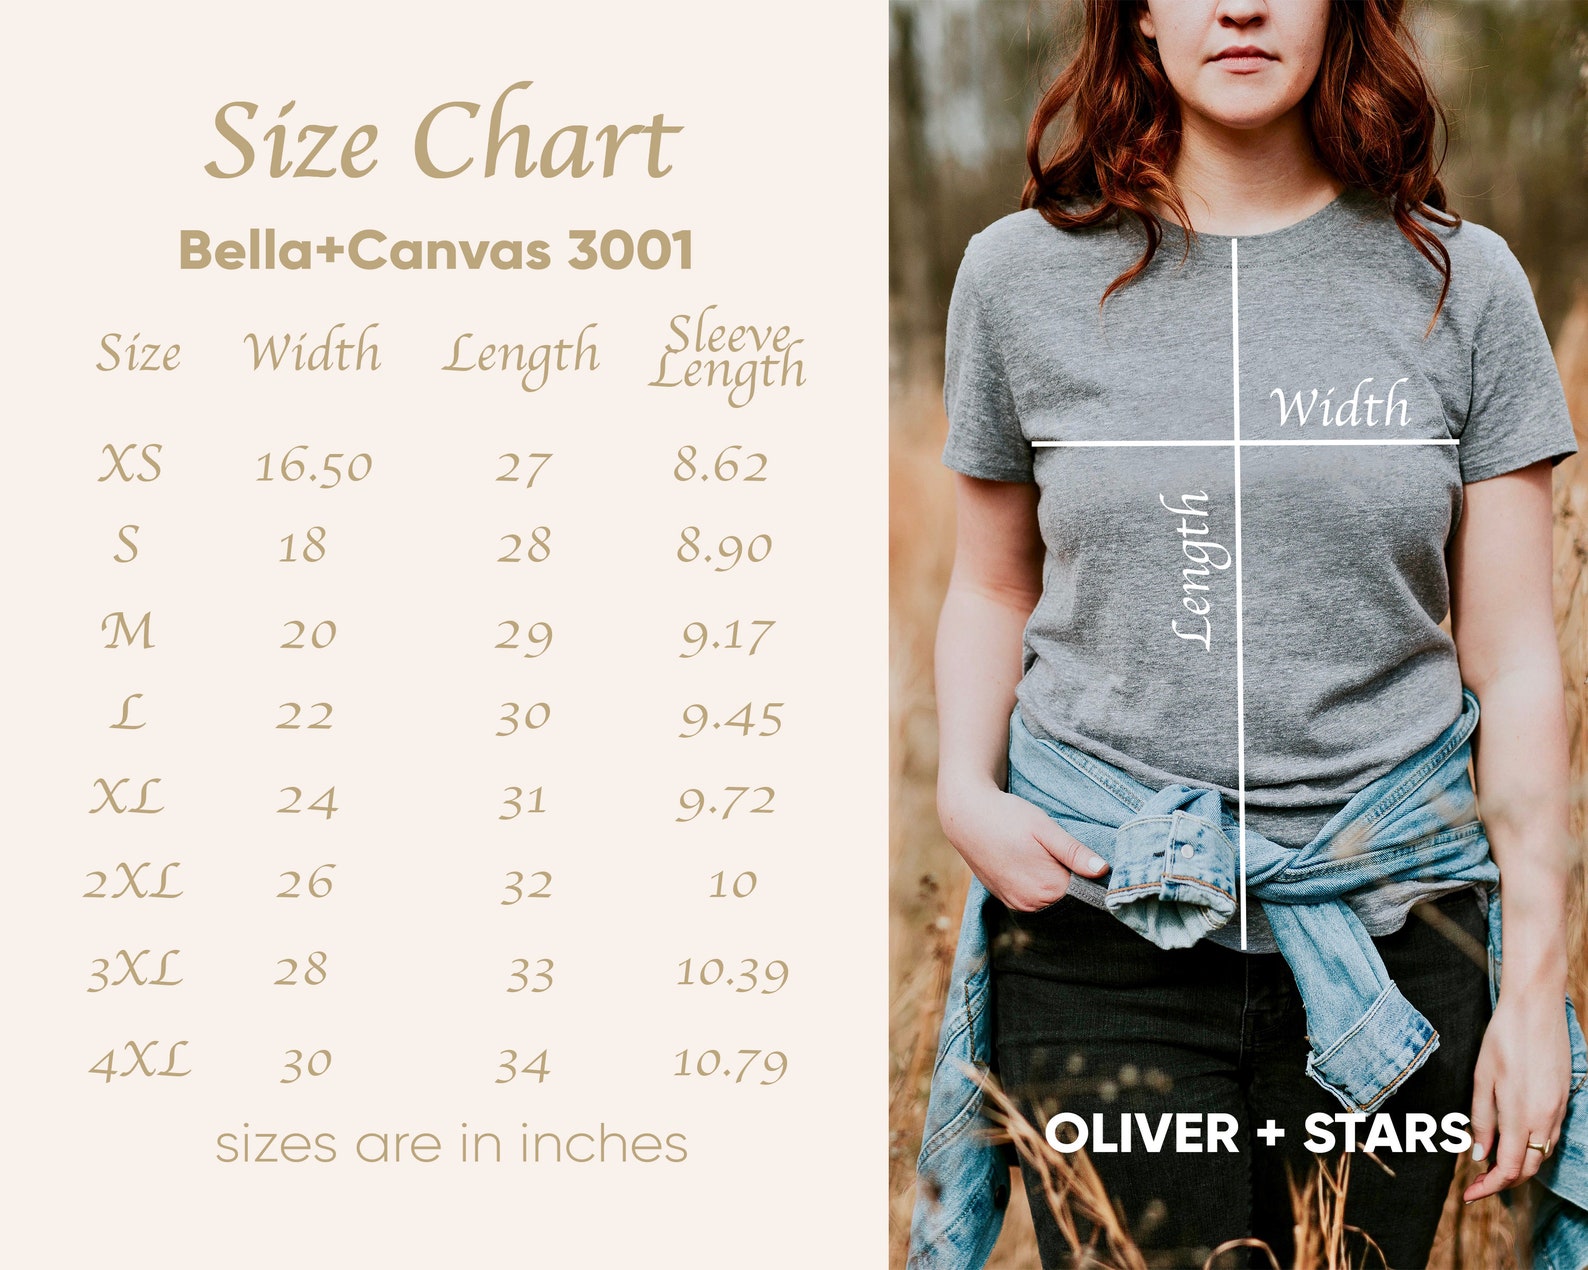 Size Chart
Bella+Canvas 3001
Size Width Length Sleeve Length
XS 16.50 27 8.62
S 18 28 8.90
M 20 29 9.17
L 22 30 9.45
XL 24 31 9.72
2XL 26 32 10
3XL 28 33 10.39
4XL 30 34 10.79
sizes are in inches
Width
Length
OLIVER + STARS